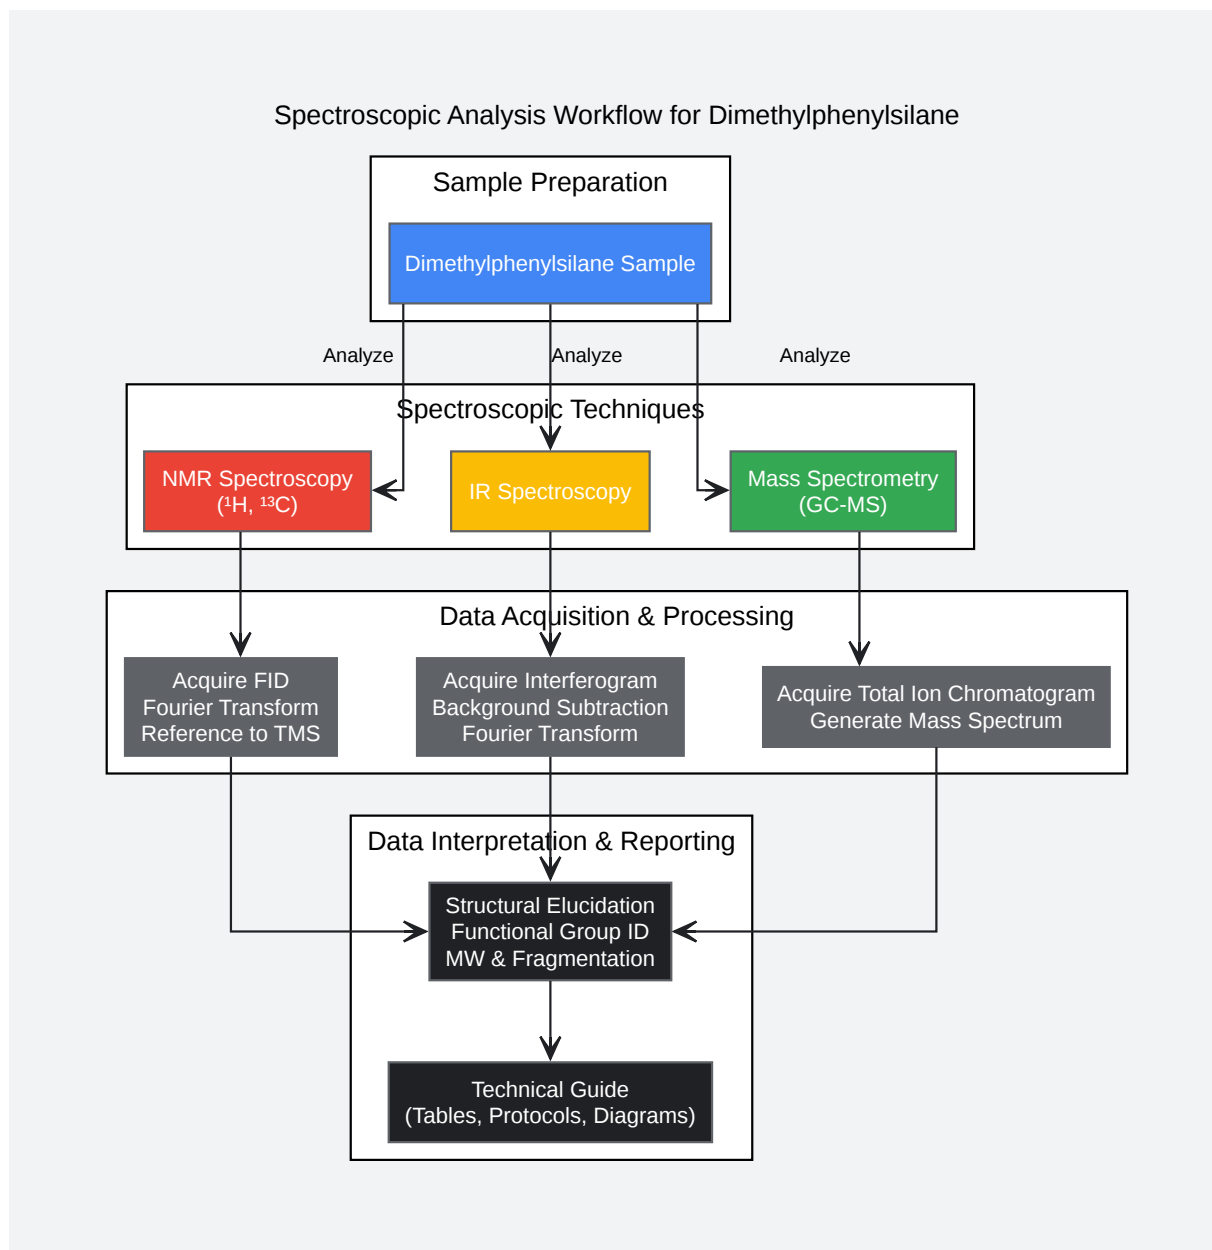 Spectroscopic Analysis Workflow for Dimethylphenylsilane
Sample Preparation
Dimethylphenylsilane Sample
Analyze
Analyze
Analyze
Spectroscopic Techniques
NMR Spectroscopy
(¹H, ¹³C)
IR Spectroscopy
Mass Spectrometry
(GC-MS)
Data Acquisition & Processing
Acquire FID
Fourier Transform
Reference to TMS
Acquire Interferogram
Background Subtraction
Fourier Transform
Acquire Total Ion Chromatogram
Generate Mass Spectrum
Data Interpretation & Reporting
Structural Elucidation
Functional Group ID
MW & Fragmentation
Technical Guide
(Tables, Protocols, Diagrams)